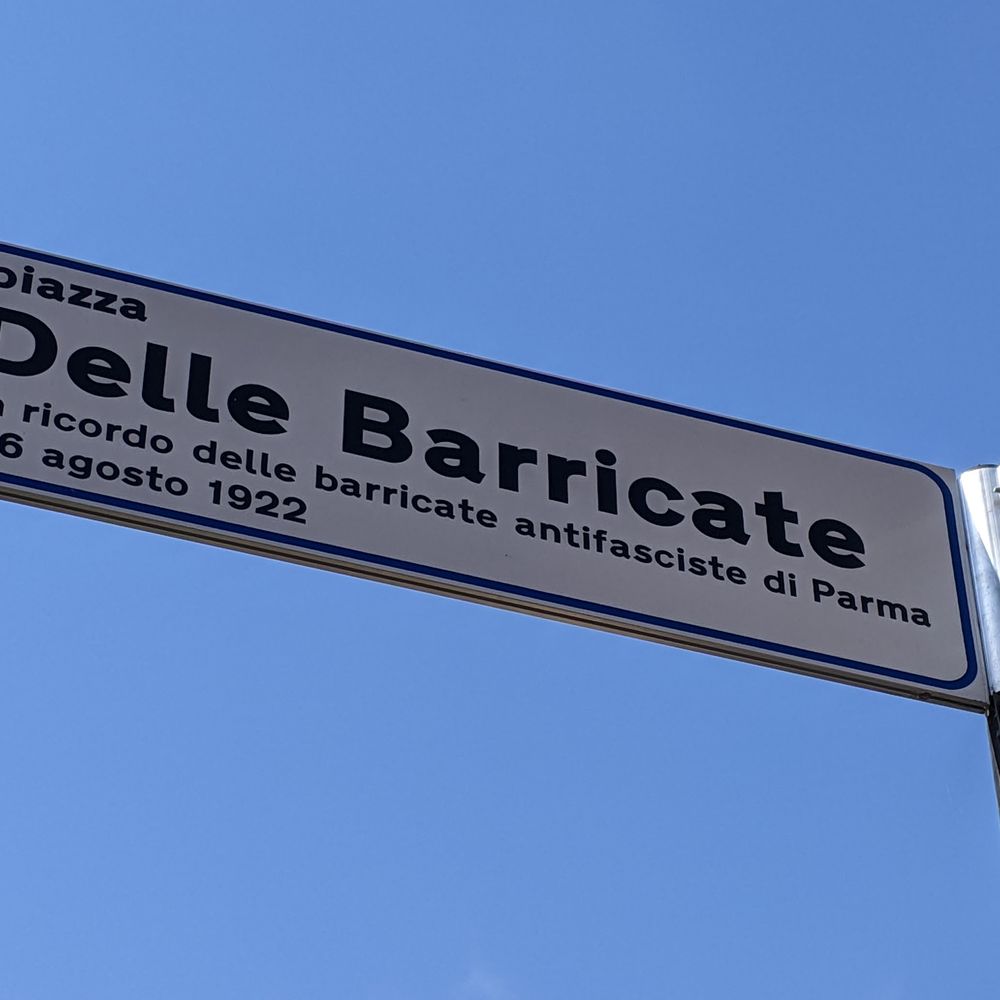 piazza
Delle Barricate
ricordo delle barricate antifasciste di Parma
6 agosto 1922